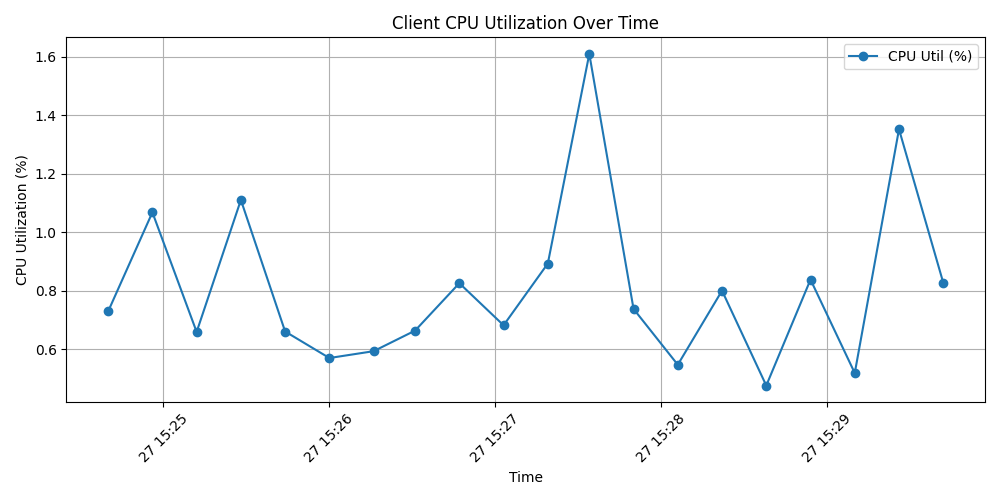 Client CPU Utilization Over Time
CPU Util (%)
CPU Utilization (%)
1.6
1.4
1.2
1.0
0.8
0.6
27 15:25
27 15:26
27 15:27
27 15:28
27 15:29
Time